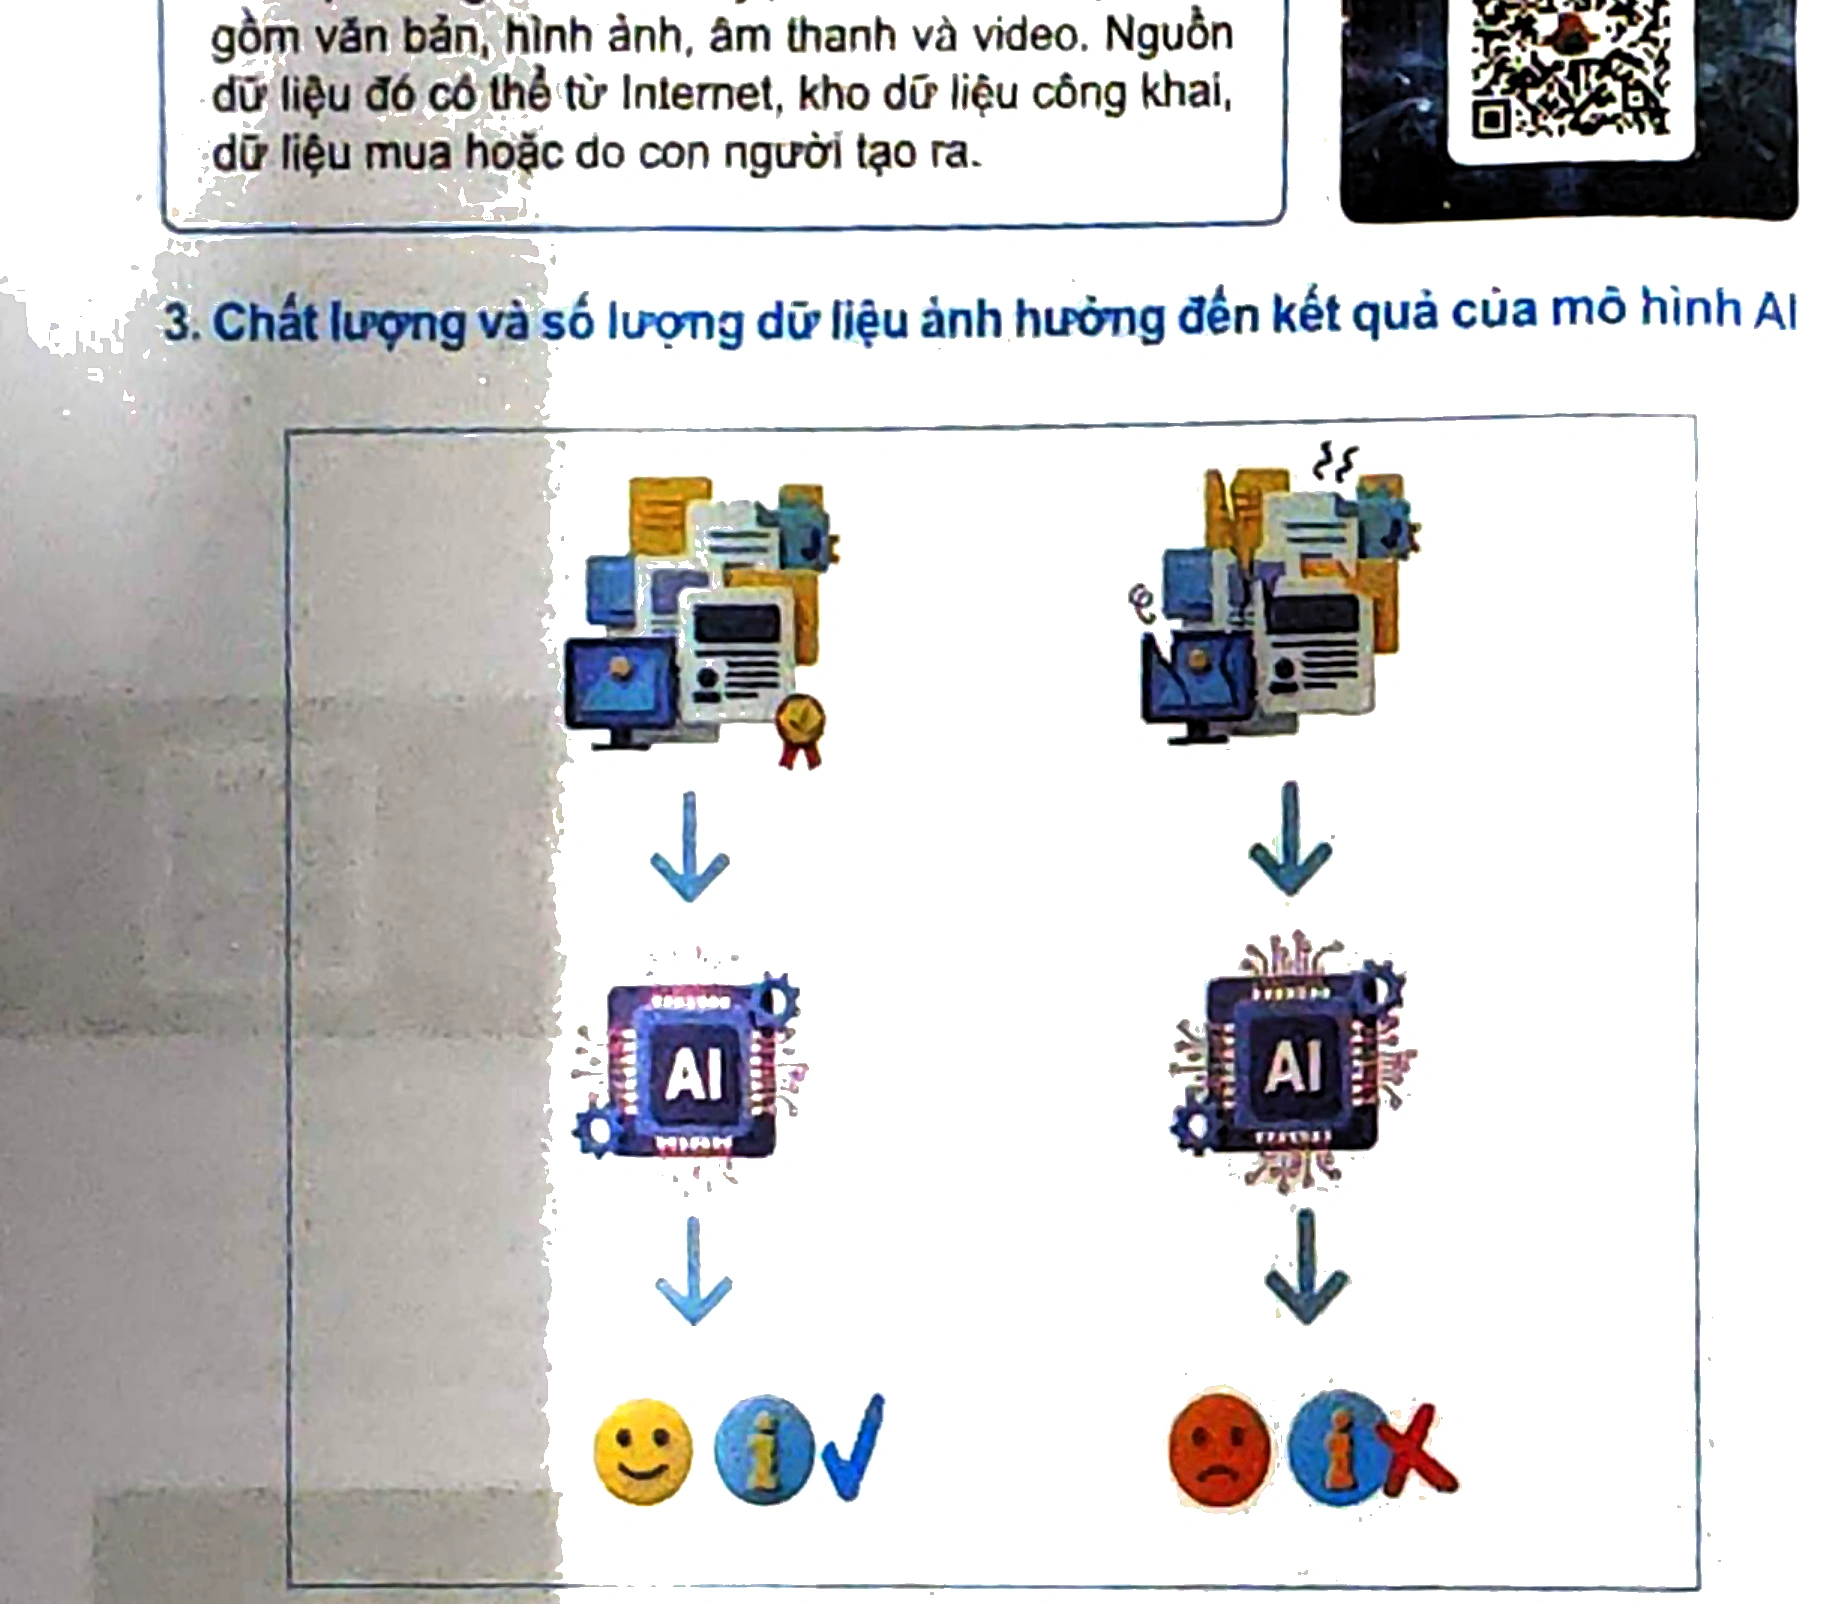 gồm văn bản, hình ảnh, âm thanh và video. Nguồn
dữ liệu đó có thể từ Internet, kho dữ liệu công khai,
dữ liệu mua hoặc do con người tạo ra.
3. Chất lượng và số lượng dữ liệu ảnh hưởng đến kết quả của mô hình AI
AI
AI